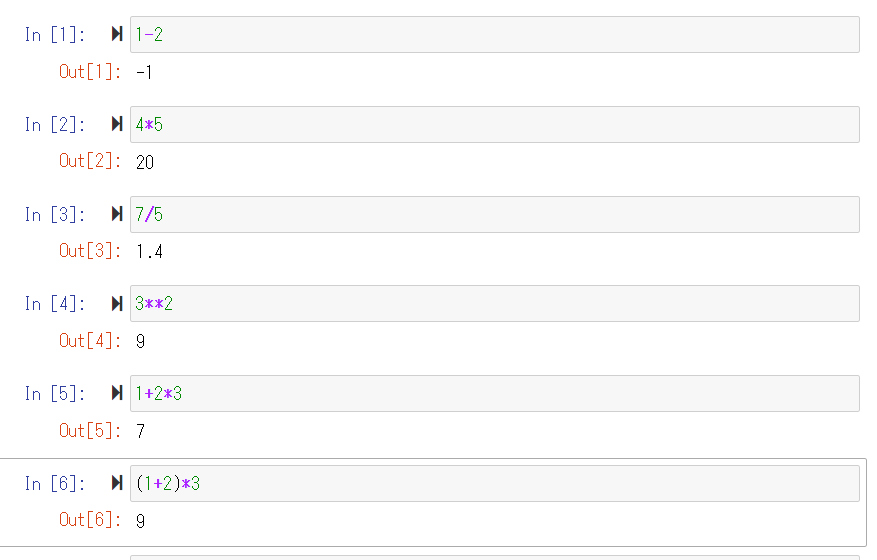 In [1]: 1-2
Out[1]: -1
In [2]: 4*5
Out[2]: 20
In [3]: 7/5
Out[3]: 1.4
In [4]: 3**2
Out[4]: 9
In [5]: 1+2*3
Out[5]: 7
In [6]: (1+2)*3
Out[6]: 9